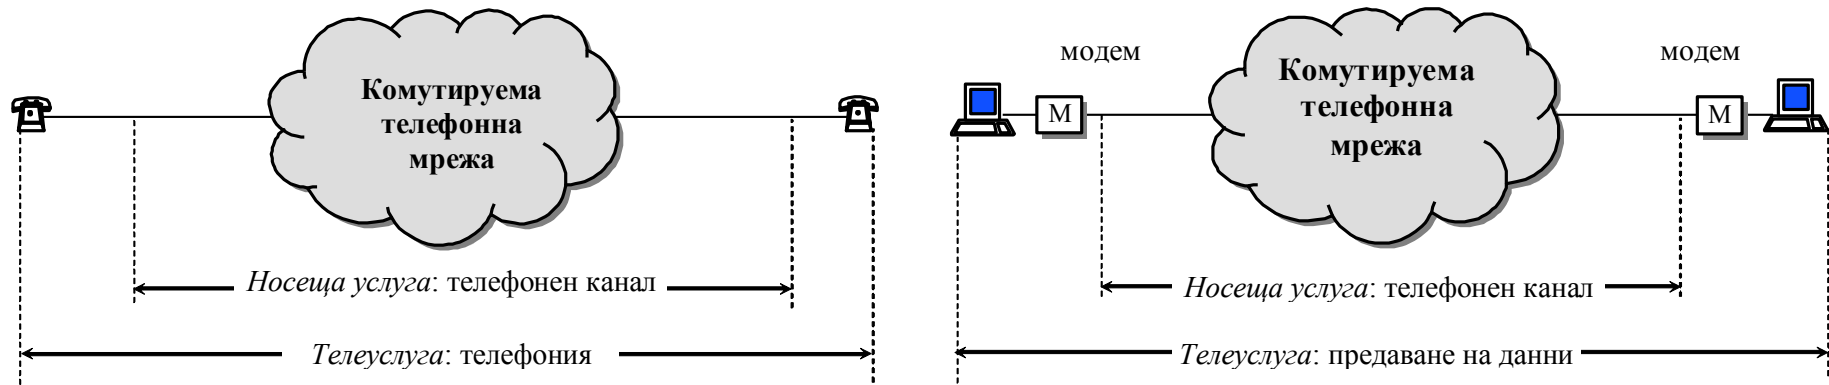 Комутируема
телефонна
мрежа
Носеща услуга: телефонен канал
Телеуслуга: телефония
модем
модем
Комутируема
телефонна
мрежа
М
М
Носеща услуга: телефонен канал
Телеуслуга: предаване на данни